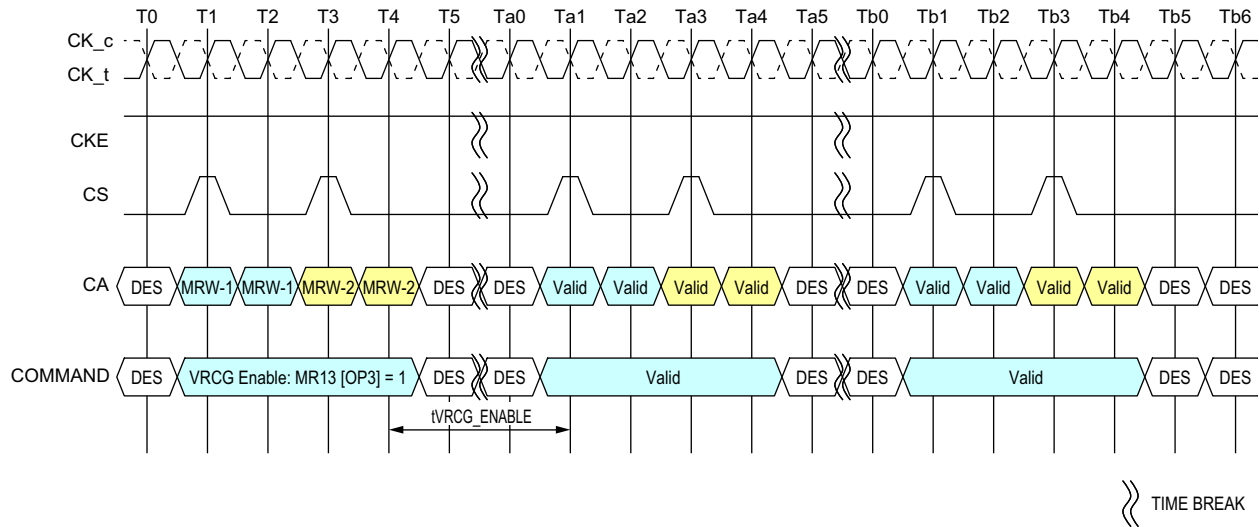 T0 T1 T2 T3 T4 T5 Ta0 Ta1 Ta2 Ta3 Ta4 Ta5 Tb0 Tb1 Tb2 Tb3 Tb4 Tb5 Tb6
CK_c
CK_t
CKE
CS
CA DES MRW-1 MRW-1 MRW-2 MRW-2 DES DES Valid Valid Valid Valid DES DES Valid Valid Valid Valid DES DES
COMMAND DES VRCG Enable: MR13 [OP3] = 1 DES DES Valid DES DES Valid DES DES
tVRCG_ENABLE
TIME BREAK